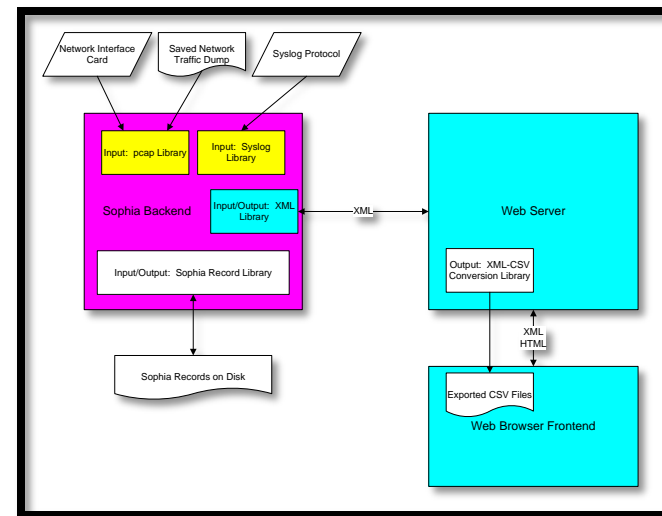 Network Interface
Card
Saved Network
Traffic Dump
Syslog Protocol
Input:  pcap Library
Input:  Syslog
Library
Sophia Backend
Input/Output:  XML
Library
XML
Web Server
Input/Output:  Sophia Record Library
Output:  XML-CSV
Conversion Library
XML
HTML
Sophia Records on Disk
Exported CSV Files
Web Browser Frontend